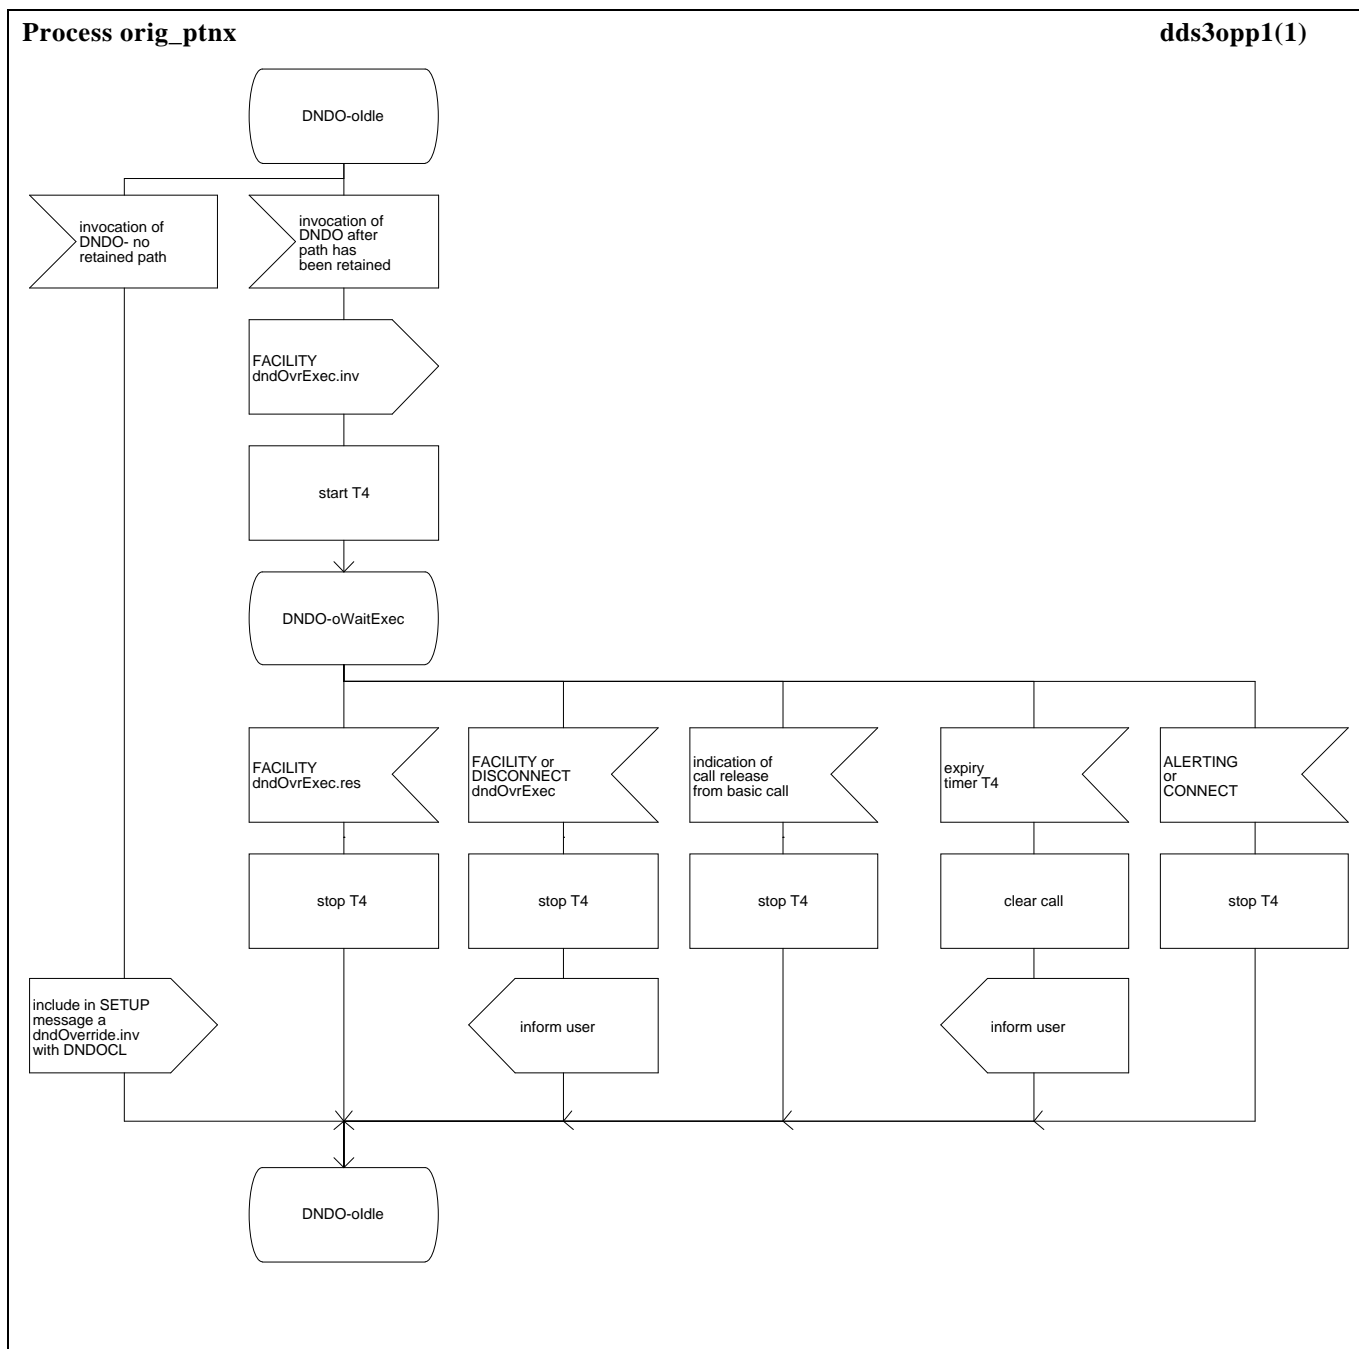 Process orig_ptnx
dds3opp1(1)
DNDO-oIdle
invocation of
DNDO- no
retained path
invocation of
DNDO after
path has
been retained
FACILITY
dndOvrExec.inv
start T4
DNDO-oWaitExec
FACILITY
dndOvrExec.res
FACILITY or
DISCONNECT
dndOvrExec
indication of
call release
from basic call
expiry
timer T4
ALERTING
or
CONNECT
stop T4
stop T4
stop T4
clear call
stop T4
include in SETUP
message a
dndOverride.inv
with DNDOCL
inform user
inform user
DNDO-oIdle